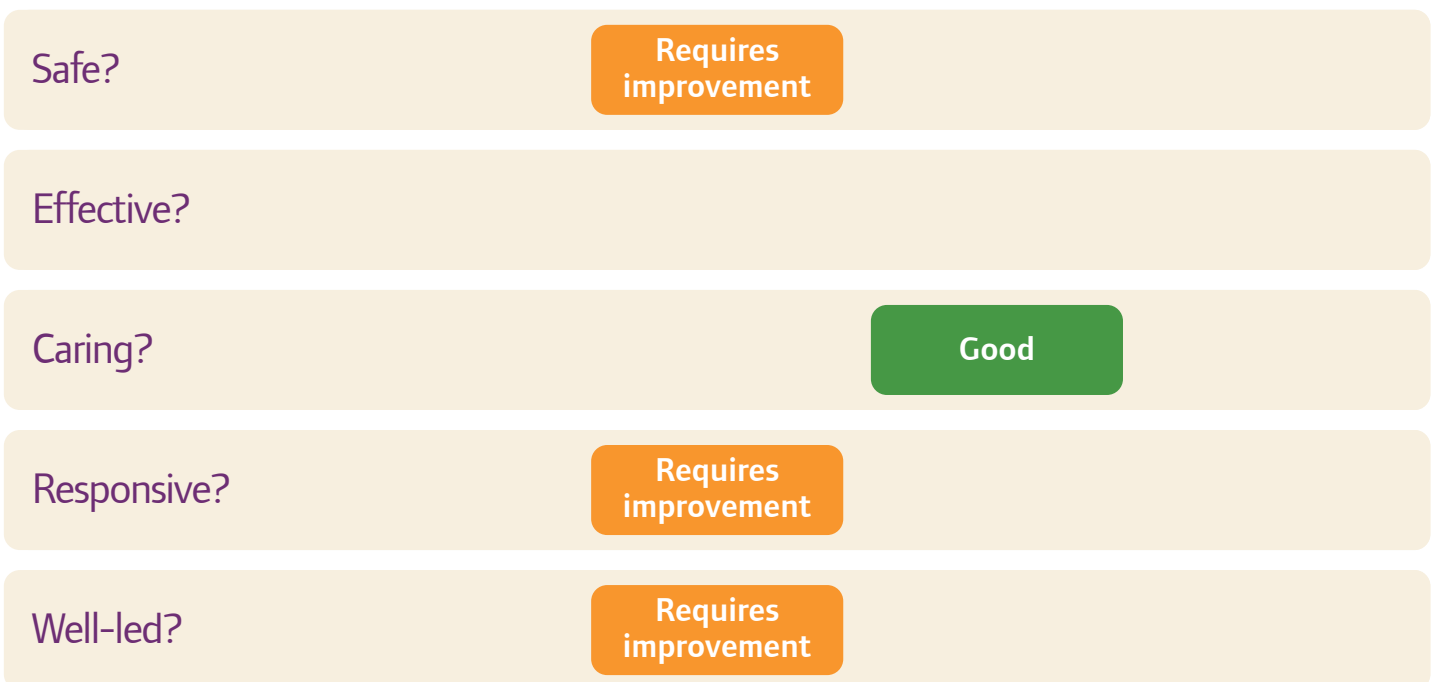 Safe?
Requires
improvement
Effective?
Caring?
Good
Responsive?
Requires
improvement
Well-led?
Requires
improvement